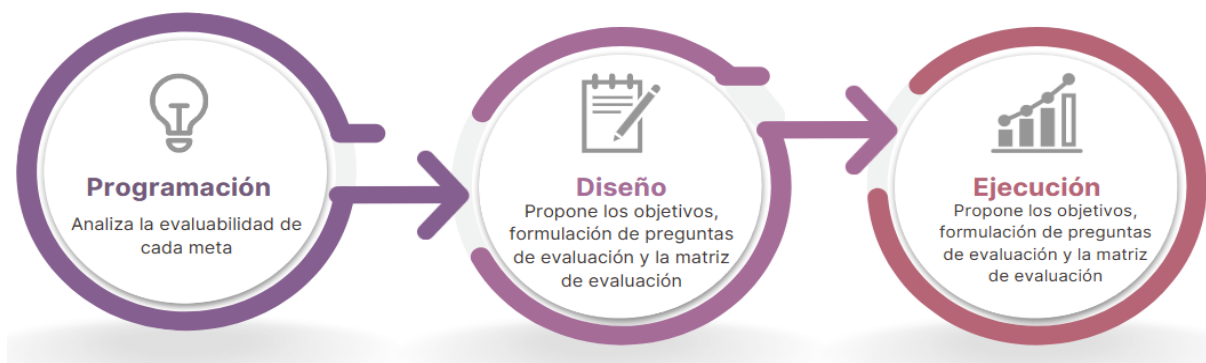 Programación
Analiza la evaluabilidad de
cada meta
Diseño
Propone los objetivos,
formulación de preguntas
de evaluación y la matriz
de evaluación
Ejecución
Propone los objetivos,
formulación de preguntas
de evaluación y la matriz
de evaluación